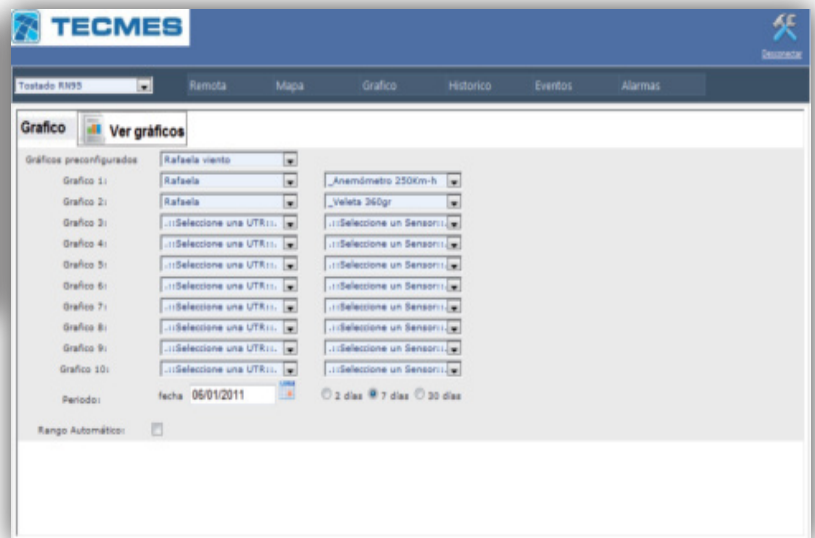 TECMES
Desconectar
Tostado RN95 Remota Mapa Grafico Historico Eventos Alarmas
Grafico Ver gráficos
Gráficos preconfigurados Rafaela viento
Grafico 1: Rafaela _Anemómetro 250Km-h
Grafico 2: Rafaela _Veleta 360gr
Grafico 3: .::Seleccione una UTR::. .::Seleccione un Sensor::.
Grafico 4: .::Seleccione una UTR::. .::Seleccione un Sensor::.
Grafico 5: .::Seleccione una UTR::. .::Seleccione un Sensor::.
Grafico 6: .::Seleccione una UTR::. .::Seleccione un Sensor::.
Grafico 7: .::Seleccione una UTR::. .::Seleccione un Sensor::.
Grafico 8: .::Seleccione una UTR::. .::Seleccione un Sensor::.
Grafico 9: .::Seleccione una UTR::. .::Seleccione un Sensor::.
Grafico 10: .::Seleccione una UTR::. .::Seleccione un Sensor::.
Periodo: fecha 06/01/2011 2 días 7 días 30 días
Rango Automático: